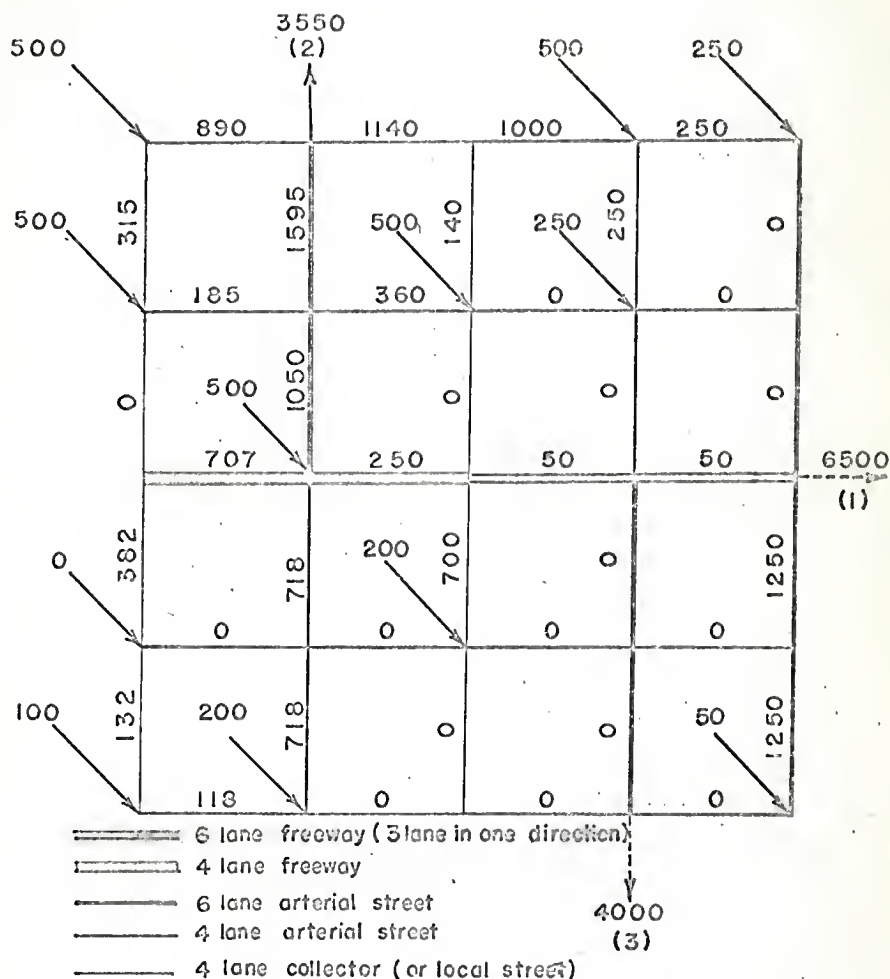 3550
500 (2) 500 250
890 1140 1000 250
315 1595 140 250 0
500 500 250
185 360 0 0
0 1050 0 0 0
500
707 250 50 50 6500
(1)
382 718 700 0 1250
0 200
0 0 0 0
132 718 0 0 1250
100 200 50
118 0 0 0
6 lane freeway (3 lane in one direction)
4 lane freeway
6 lane arterial street
4 lane arterial street
4 lane collector (or local street)
4000
(3)